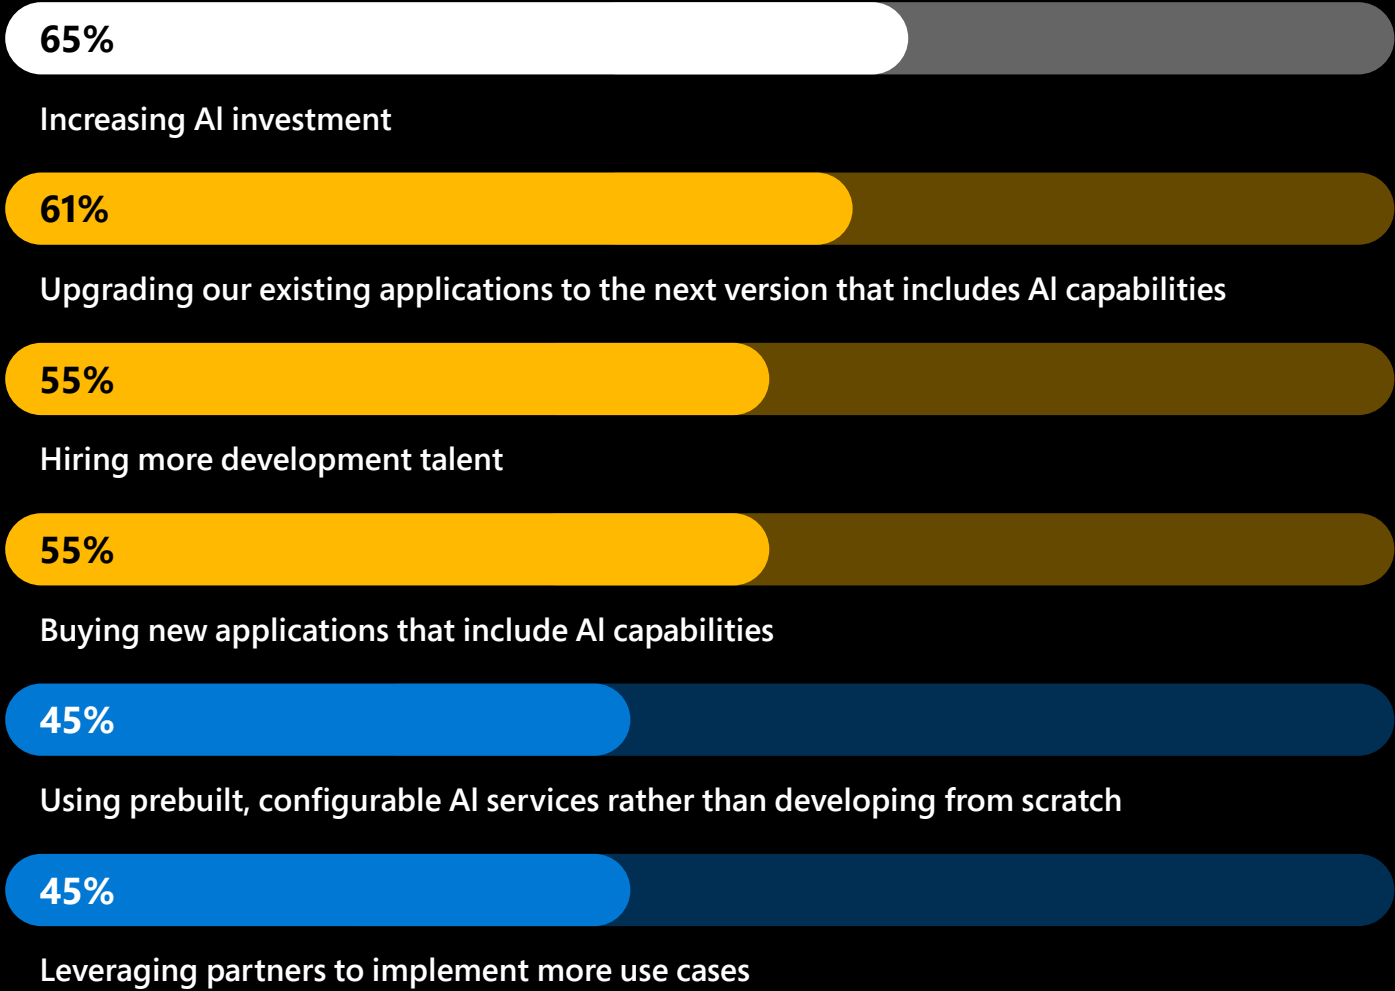 65%
Increasing AI investment
61%
Upgrading our existing applications to the next version that includes AI capabilities
55%
Hiring more development talent
55%
Buying new applications that include AI capabilities
45%
Using prebuilt, configurable AI services rather than developing from scratch
45%
Leveraging partners to implement more use cases